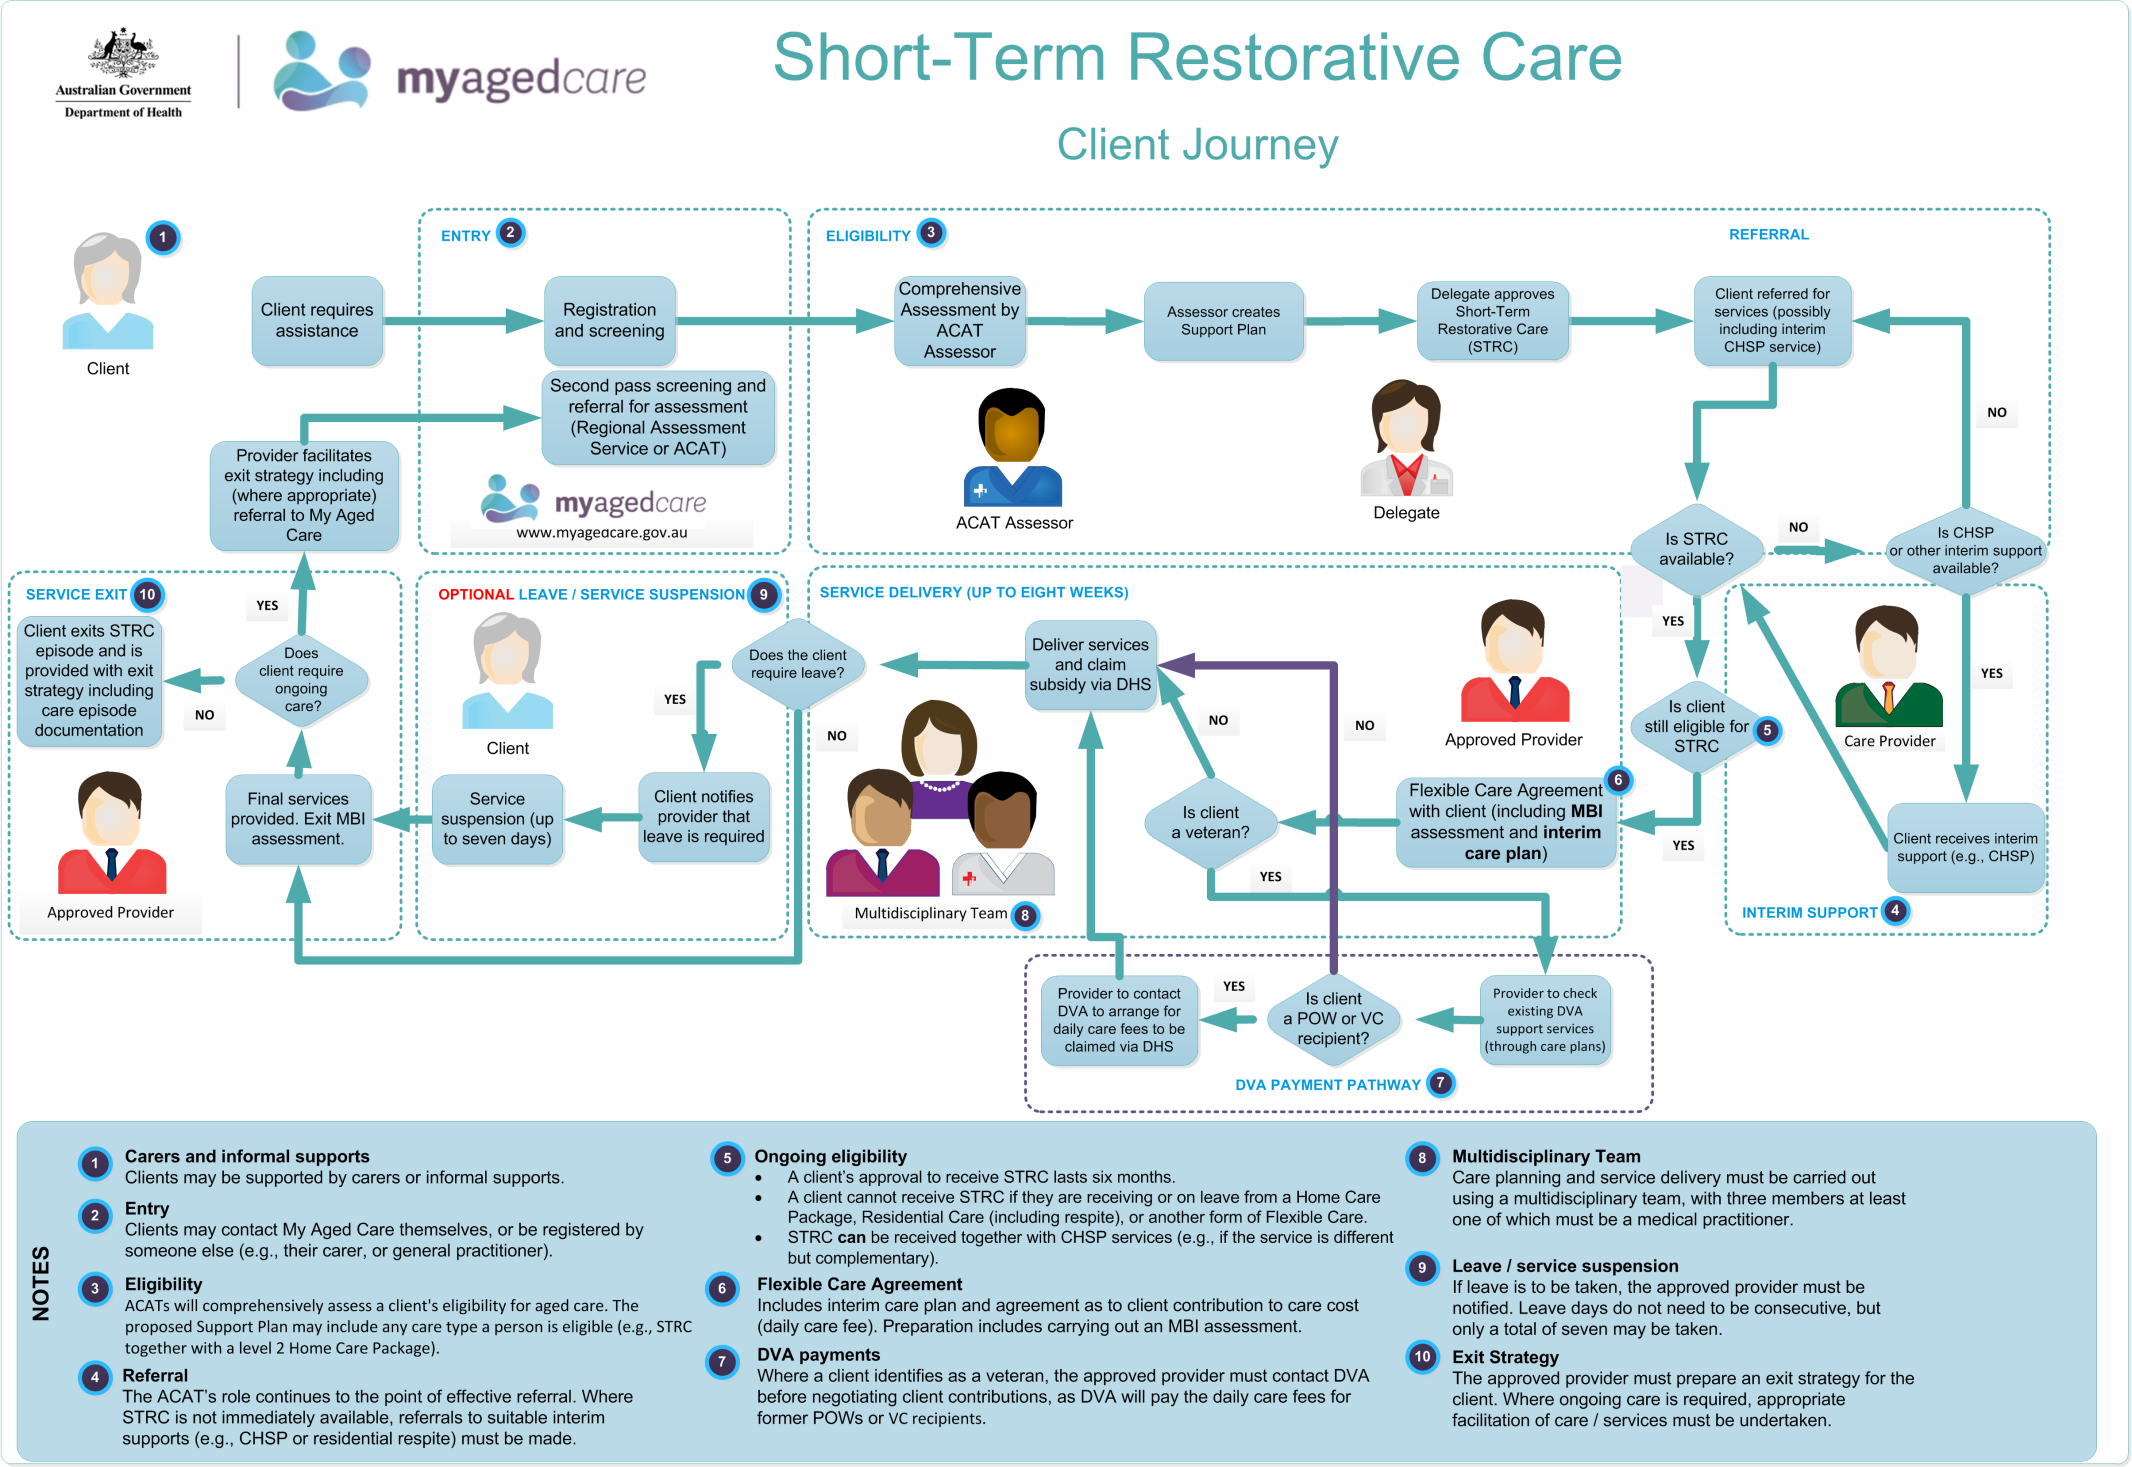 Australian Government
Department of Health
myagedcare
Short-Term Restorative Care
Client Journey
1
Client
Client requires
assistance
ENTRY 2
Registration
and screening
Second pass screening and
referral for assessment
(Regional Assessment
Service or ACAT)
myagedcare
www.myagedcare.gov.au
ELIGIBILITY 3
Comprehensive
Assessment by
ACAT
Assessor
ACAT Assessor
Assessor creates
Support Plan
Delegate approves
Short-Term
Restorative Care
(STRC)
Delegate
REFERRAL
Client referred for
services (possibly
including interim
CHSP service)
NO
Is STRC
available?
NO
Is CHSP
or other interim support
available?
YES
YES
Care Provider
Client receives interim
support (e.g., CHSP)
INTERIM SUPPORT 4
Is client
still eligible for
STRC
5
YES
SERVICE DELIVERY (UP TO EIGHT WEEKS)
Approved Provider
6
Flexible Care Agreement
with client (including MBI
assessment and interim
care plan)
Is client
a veteran?
NO
YES
NO
Deliver services
and claim
subsidy via DHS
Multidisciplinary Team 8
Provider to check
existing DVA
support services
(through care plans)
Is client
a POW or VC
recipient?
YES
Provider to contact
DVA to arrange for
daily care fees to be
claimed via DHS
DVA PAYMENT PATHWAY 7
OPTIONAL LEAVE / SERVICE SUSPENSION 9
Does the client
require leave?
YES
NO
Client
Client notifies
provider that
leave is required
Service
suspension (up
to seven days)
Provider facilitates
exit strategy including
(where appropriate)
referral to My Aged
Care
SERVICE EXIT 10
YES
Client exits STRC
episode and is
provided with exit
strategy including
care episode
documentation
NO
Does
client require
ongoing
care?
Final services
provided. Exit MBI
assessment.
Approved Provider
NOTES
1 Carers and informal supports
Clients may be supported by carers or informal supports.
2 Entry
Clients may contact My Aged Care themselves, or be registered by
someone else (e.g., their carer, or general practitioner).
3 Eligibility
ACATs will comprehensively assess a client's eligibility for aged care. The
proposed Support Plan may include any care type a person is eligible (e.g., STRC
together with a level 2 Home Care Package).
4 Referral
The ACAT's role continues to the point of effective referral. Where
STRC is not immediately available, referrals to suitable interim
supports (e.g., CHSP or residential respite) must be made.
5 Ongoing eligibility
• A client's approval to receive STRC lasts six months.
• A client cannot receive STRC if they are receiving or on leave from a Home Care
Package, Residential Care (including respite), or another form of Flexible Care.
• STRC can be received together with CHSP services (e.g., if the service is different
but complementary).
6 Flexible Care Agreement
Includes interim care plan and agreement as to client contribution to care cost
(daily care fee). Preparation includes carrying out an MBI assessment.
7 DVA payments
Where a client identifies as a veteran, the approved provider must contact DVA
before negotiating client contributions, as DVA will pay the daily care fees for
former POWs or VC recipients.
8 Multidisciplinary Team
Care planning and service delivery must be carried out
using a multidisciplinary team, with three members at least
one of which must be a medical practitioner.
9 Leave / service suspension
If leave is to be taken, the approved provider must be
notified. Leave days do not need to be consecutive, but
only a total of seven may be taken.
10 Exit Strategy
The approved provider must prepare an exit strategy for the
client. Where ongoing care is required, appropriate
facilitation of care / services must be undertaken.